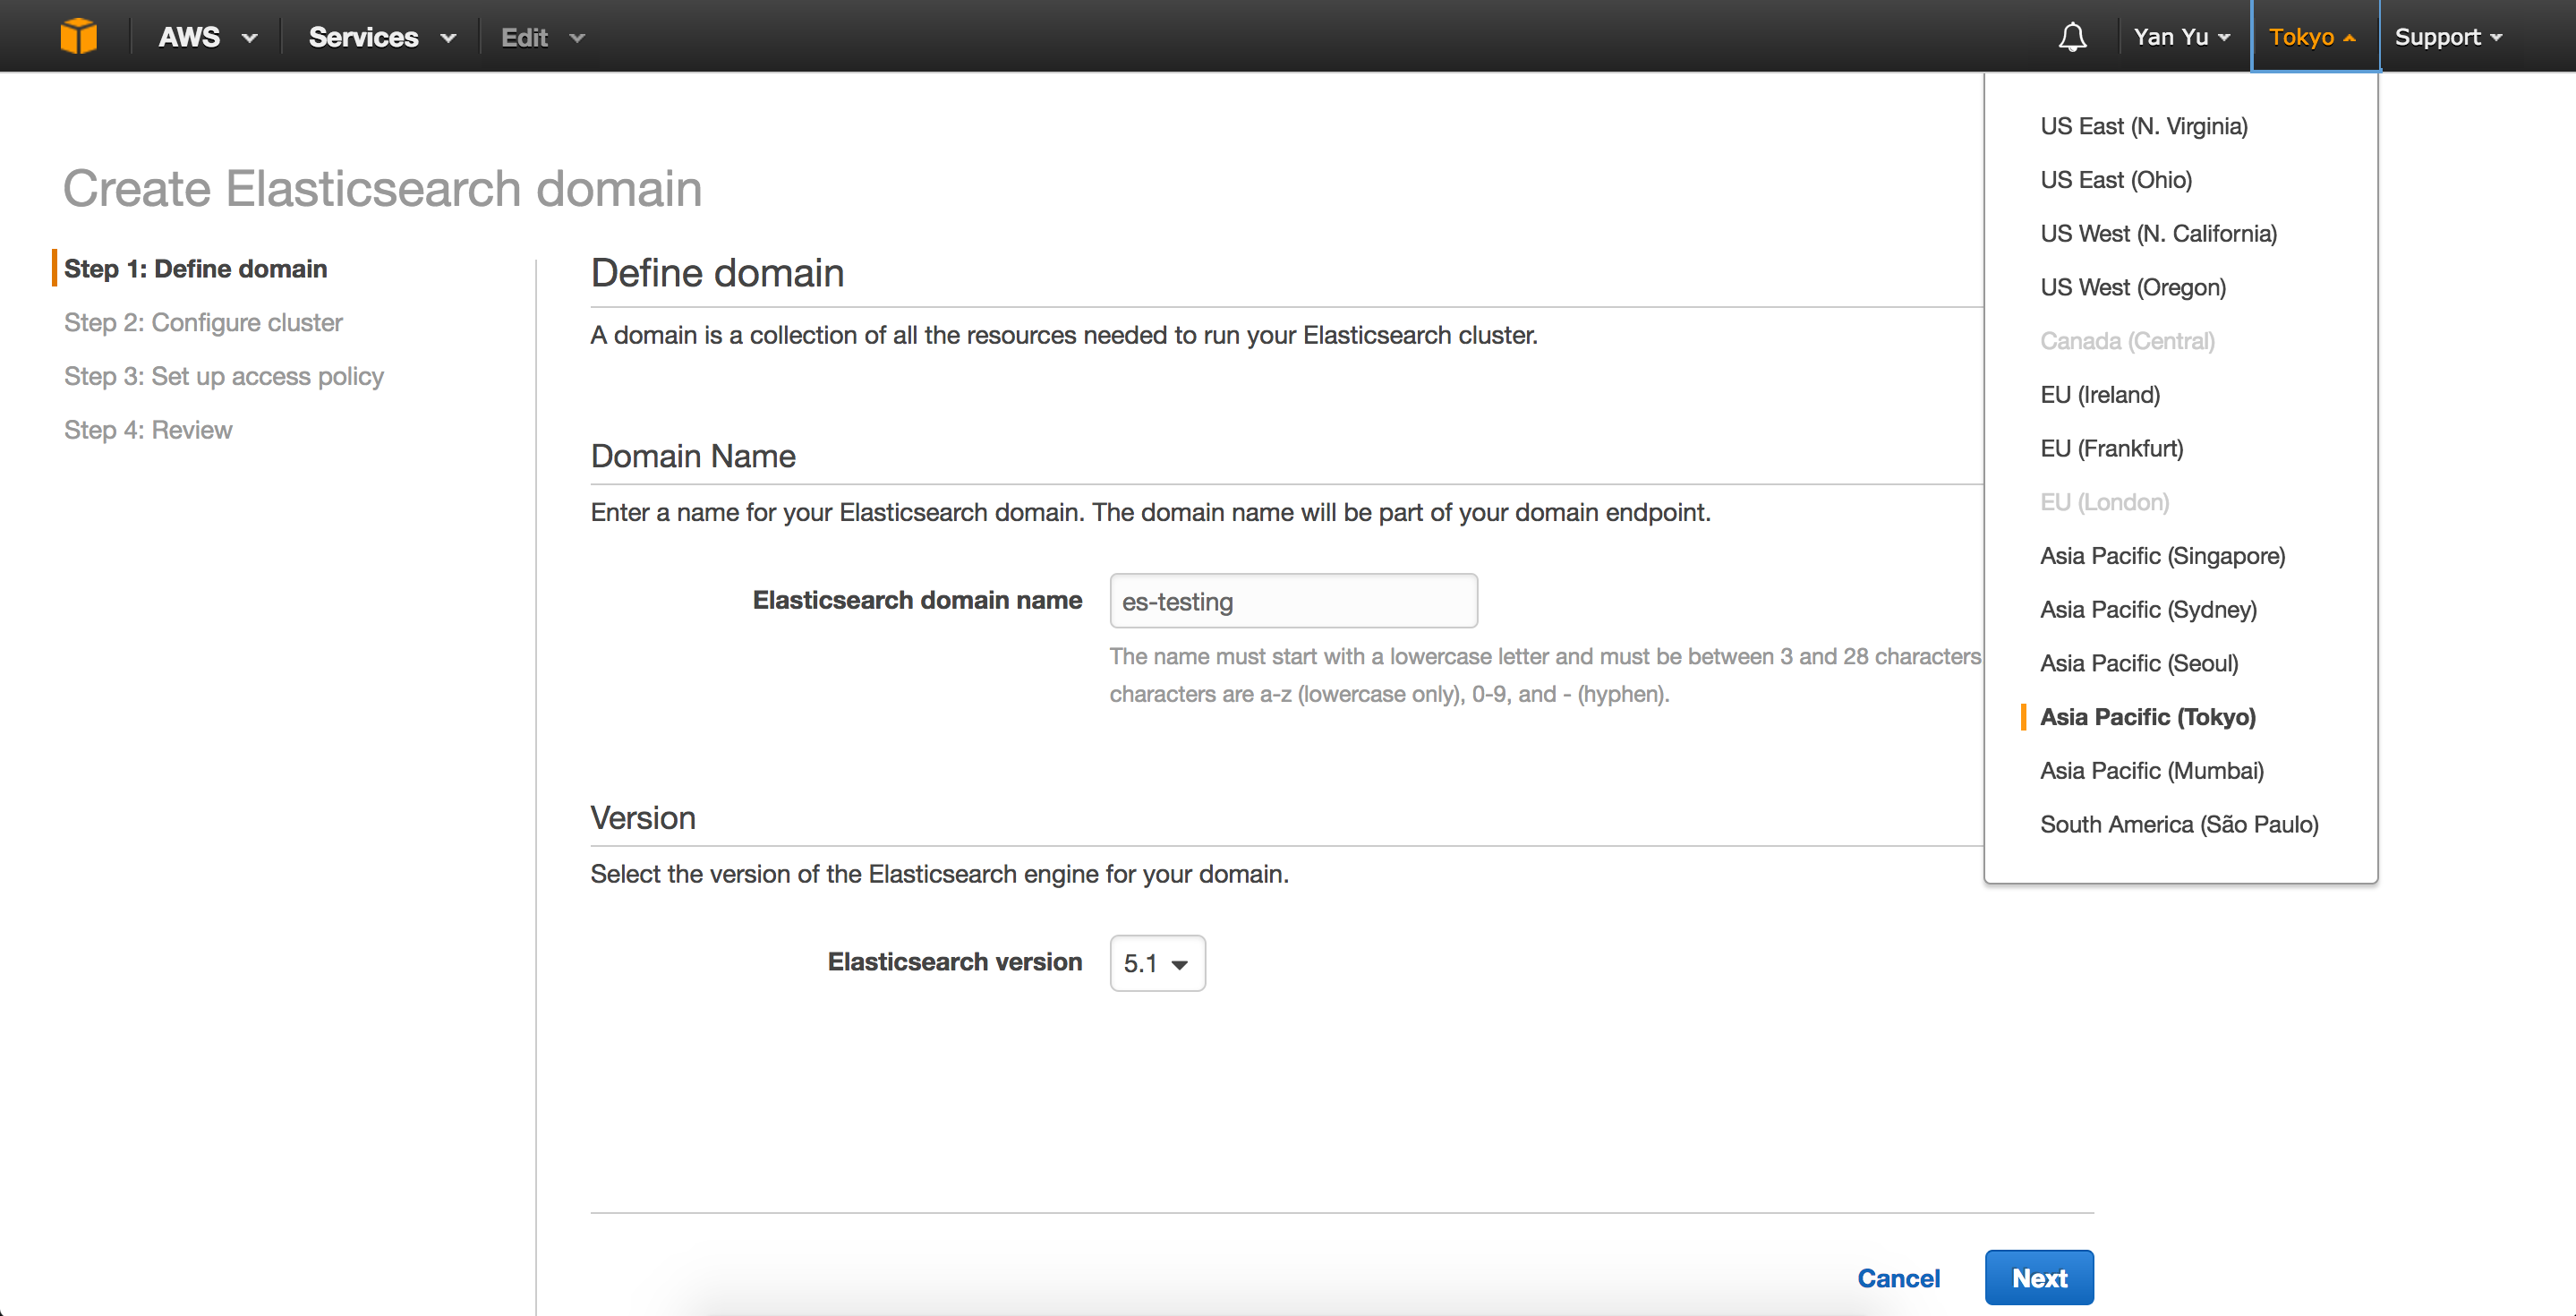 AWS Services Edit Yan Yu Tokyo Support
Create Elasticsearch domain
Step 1: Define domain
Step 2: Configure cluster
Step 3: Set up access policy
Step 4: Review
Define domain
A domain is a collection of all the resources needed to run your Elasticsearch cluster.
Domain Name
Enter a name for your Elasticsearch domain. The domain name will be part of your domain endpoint.
Elasticsearch domain name es-testing
The name must start with a lowercase letter and must be between 3 and 28 characters
characters are a-z (lowercase only), 0-9, and - (hyphen).
Version
Select the version of the Elasticsearch engine for your domain.
Elasticsearch version 5.1
US East (N. Virginia)
US East (Ohio)
US West (N. California)
US West (Oregon)
Canada (Central)
EU (Ireland)
EU (Frankfurt)
EU (London)
Asia Pacific (Singapore)
Asia Pacific (Sydney)
Asia Pacific (Seoul)
Asia Pacific (Tokyo)
Asia Pacific (Mumbai)
South America (São Paulo)
Cancel Next